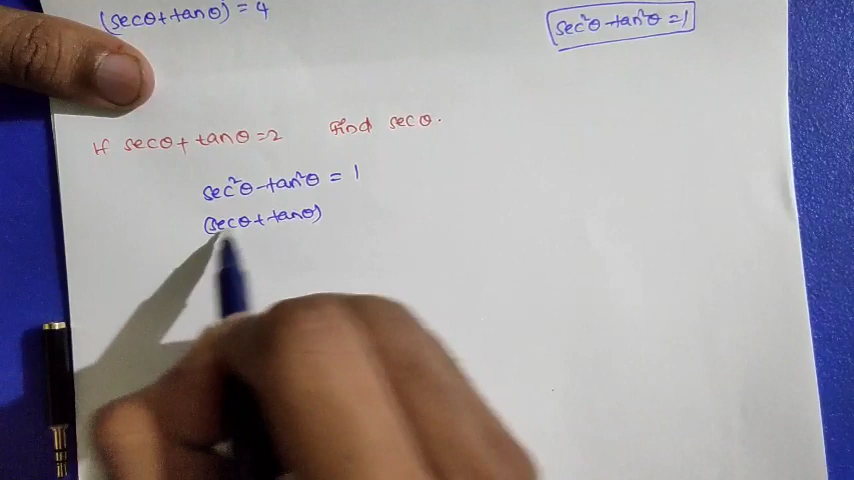 (secθ+tanθ) = 4
sec²θ-tan²θ=1
If secθ+tanθ=2 Find secθ.
sec²θ-tan²θ = 1
(secθ+tanθ)